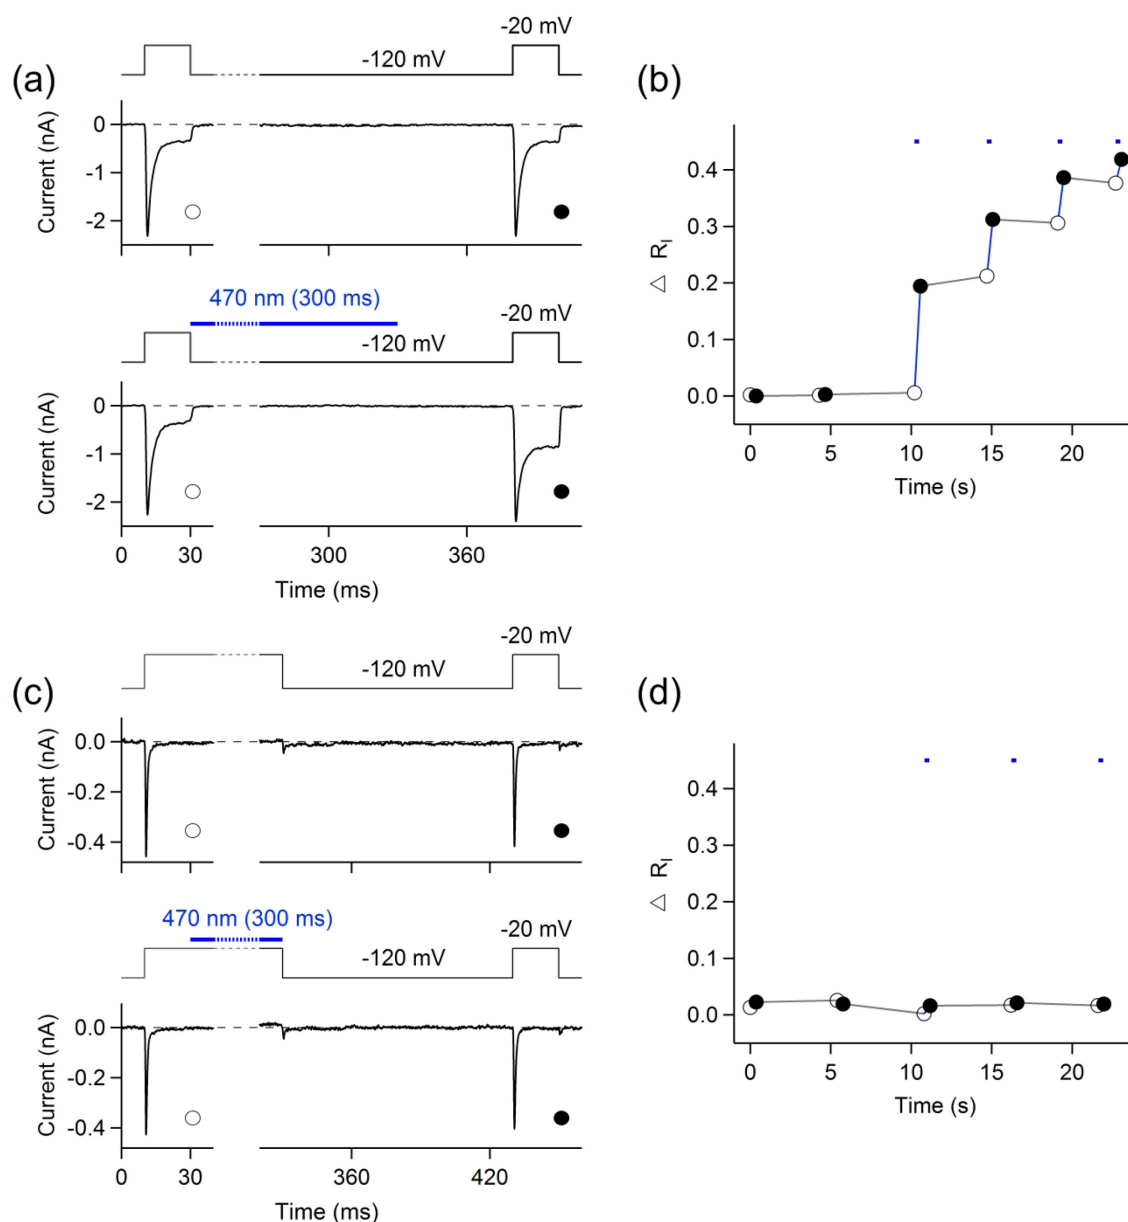 (a)
-20 mV
-120 mV
Current (nA)
0
-1
-2
470 nm (300 ms)
-20 mV
-120 mV
Current (nA)
0
-1
-2
0
30
300
360
Time (ms)
(b)
△ R_I
0.4
0.3
0.2
0.1
0.0
0
5
10
15
20
Time (s)
(c)
-20 mV
-120 mV
Current (nA)
0.0
-0.2
-0.4
470 nm (300 ms)
-20 mV
-120 mV
Current (nA)
0.0
-0.2
-0.4
0
30
360
420
Time (ms)
(d)
△ R_I
0.4
0.3
0.2
0.1
0.0
0
5
10
15
20
Time (s)